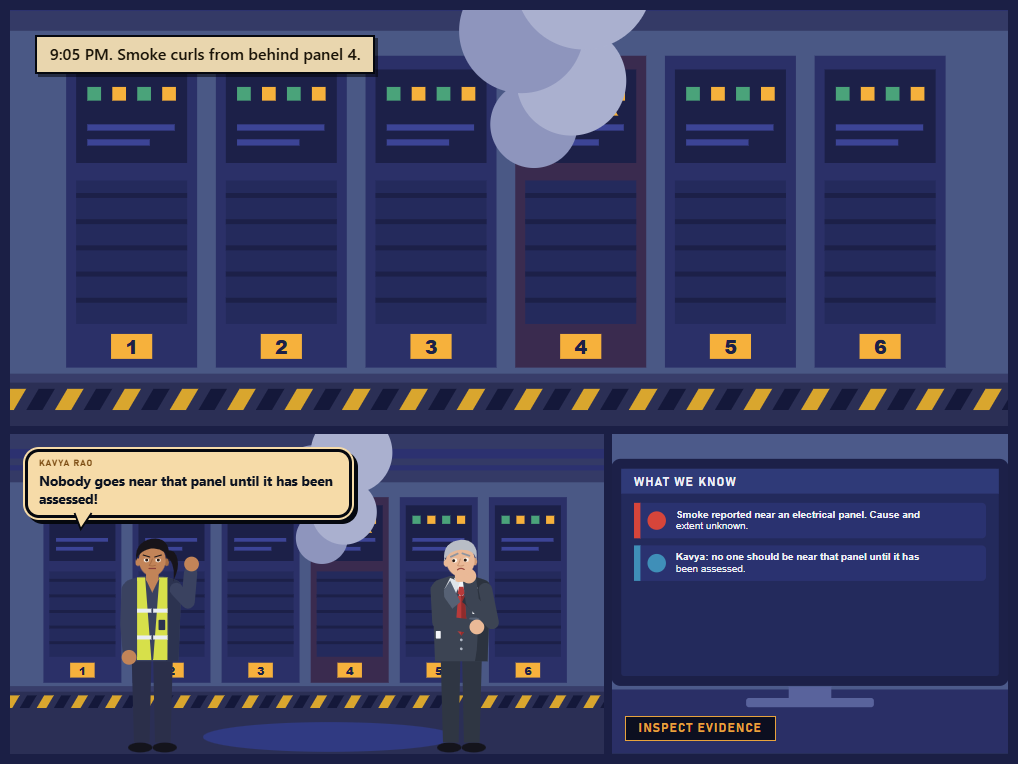 9:05 PM. Smoke curls from behind panel 4.
1 2 3 4 5 6
KAVYA RAO
Nobody goes near that panel until it has been
assessed!
1 2 3 4 5 6
WHAT WE KNOW
Smoke reported near an electrical panel. Cause and
extent unknown.
Kavya: no one should be near that panel until it has
been assessed.
INSPECT EVIDENCE